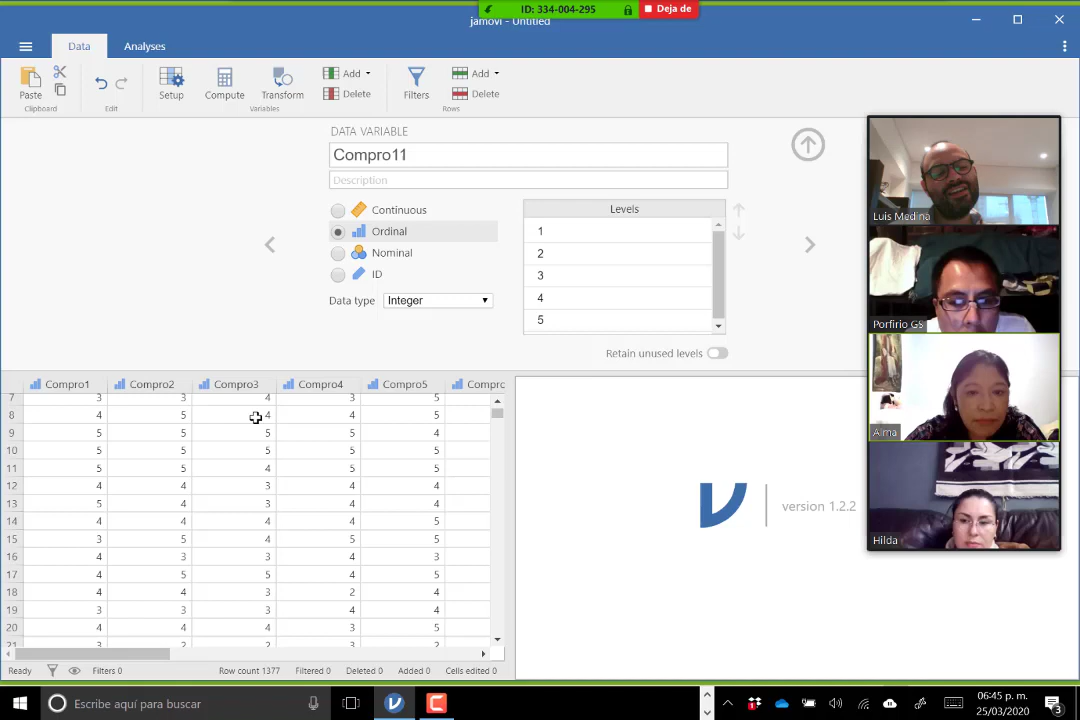 ID: 334-004-295
Deja de
jamovi - Untitled
Data
Analyses
Paste
Clipboard
Edit
Setup
Compute
Transform
Add
Delete
Variables
Filters
Add
Delete
Rows
DATA VARIABLE
Compro11
Description
Continuous
Ordinal
Nominal
ID
Data type
Integer
Levels
1
2
3
4
5
Retain unused levels
Luis Medina
Porfirio GS
Alma
Hilda
Compro1 Compro2 Compro3 Compro4 Compro5 Compro
7 3 3 4 3 5
8 4 5 4 4 5
9 5 5 5 5 4
10 5 5 5 5 5
11 5 5 4 5 5
12 4 4 3 4 4
13 5 4 3 4 4
14 4 4 4 4 5
15 3 5 4 5 5
16 4 3 3 4 3
17 4 5 5 4 5
18 4 4 3 2 4
19 3 3 3 4 4
20 4 4 4 3 5
21 3 2 2 3 2
version 1.2.2
Ready
Filters 0
Row count 1377
Filtered 0
Deleted 0
Added 0
Cells edited 0
Escribe aquí para buscar
06:45 p. m.
25/03/2020
3